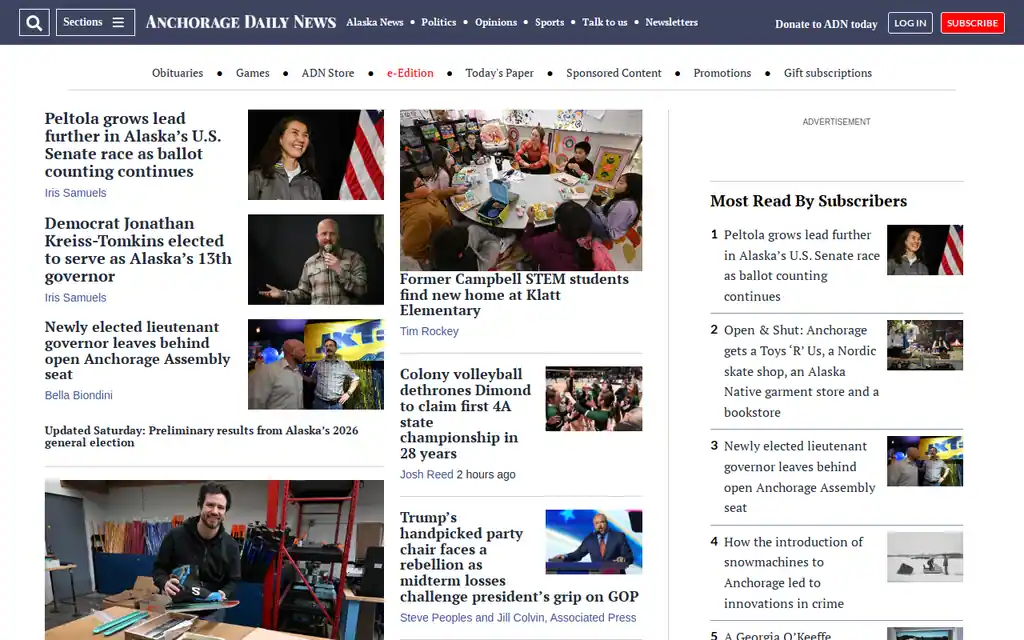 Sections
ANCHORAGE DAILY NEWS
Alaska News • Politics • Opinions • Sports • Talk to us • Newsletters
Donate to ADN today
LOG IN
SUBSCRIBE
Obituaries • Games • ADN Store • e-Edition • Today's Paper • Sponsored Content • Promotions • Gift subscriptions
Peltola grows lead
further in Alaska’s U.S.
Senate race as ballot
counting continues
Iris Samuels
Democrat Jonathan
Kreiss-Tomkins elected
to serve as Alaska’s 13th
governor
Iris Samuels
Newly elected lieutenant
governor leaves behind
open Anchorage Assembly
seat
Bella Biondini
Updated Saturday: Preliminary results from Alaska’s 2026
general election
Former Campbell STEM students
find new home at Klatt
Elementary
Tim Rockey
Colony volleyball
dethrones Dimond
to claim first 4A
state
championship in
28 years
Josh Reed 2 hours ago
Trump’s
handpicked party
chair faces a
rebellion as
midterm losses
challenge president’s grip on GOP
Steve Peoples and Jill Colvin, Associated Press
ADVERTISEMENT
Most Read By Subscribers
1 Peltola grows lead further
in Alaska’s U.S. Senate race
as ballot counting
continues
2 Open & Shut: Anchorage
gets a Toys ‘R’ Us, a Nordic
skate shop, an Alaska
Native garment store and a
bookstore
3 Newly elected lieutenant
governor leaves behind
open Anchorage Assembly
seat
4 How the introduction of
snowmachines to
Anchorage led to
innovations in crime
5 A Georgia O’Keeffe